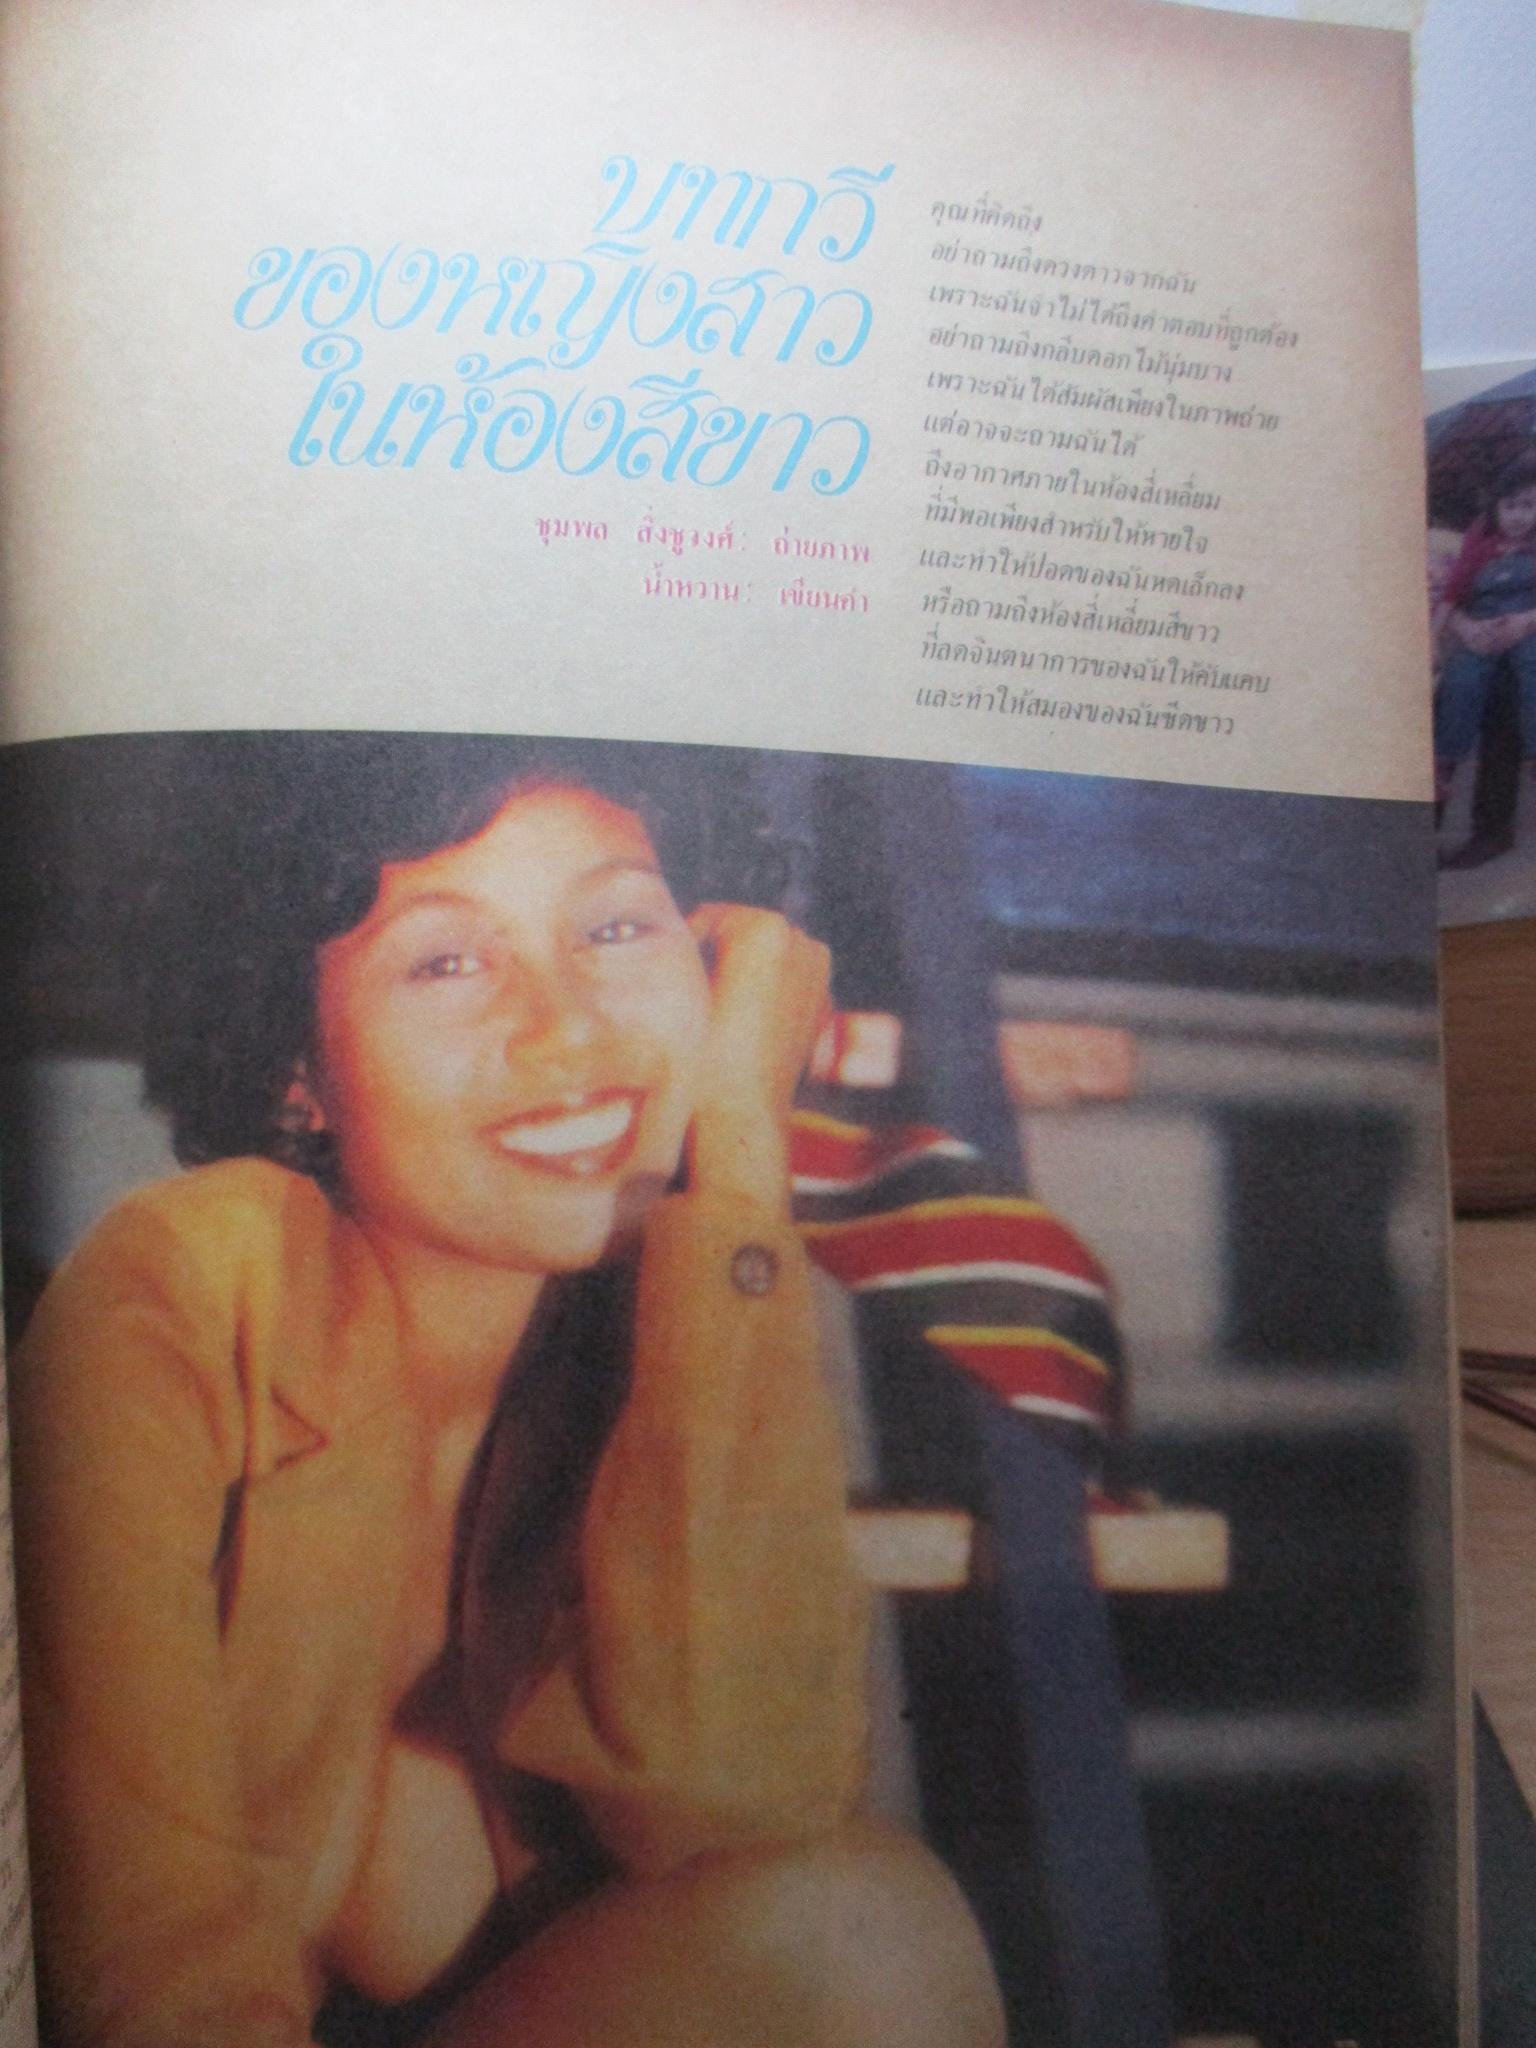 บทกวี
ของหญิงสาว
ในห้องสีขาว
ชุมพล สิ่งชูวงศ์: ถ่ายภาพ
น้ำหวาน: เขียนคำ
คุณที่คิดถึง
อย่าถามถึงดวงดาวจากฉัน
เพราะฉันจำไม่ได้ถึงคำตอบที่ถูกต้อง
อย่าถามถึงกลีบดอกไม้นุ่มบาง
เพราะฉันได้สัมผัสเพียงในภาพถ่าย
แต่อาจจะถามฉันได้
ถึงอากาศภายในห้องสี่เหลี่ยม
ที่มีพอเพียงสำหรับให้หายใจ
และทำให้ปอดของฉันหดเล็กลง
หรือถามถึงห้องสี่เหลี่ยมสีขาว
ที่ลดจินตนาการของฉันให้คับแคบ
และทำให้สมองของฉันซีดขาว